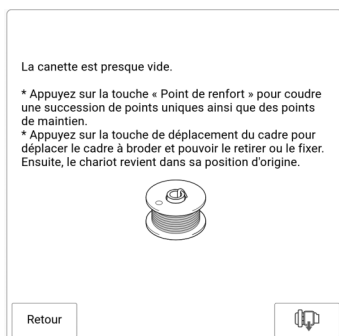 La canette est presque vide.
* Appuyez sur la touche « Point de renfort » pour coudre
une succession de points uniques ainsi que des points
de maintien.
* Appuyez sur la touche de déplacement du cadre pour
déplacer le cadre à broder et pouvoir le retirer ou le fixer.
Ensuite, le chariot revient dans sa position d'origine.
Retour